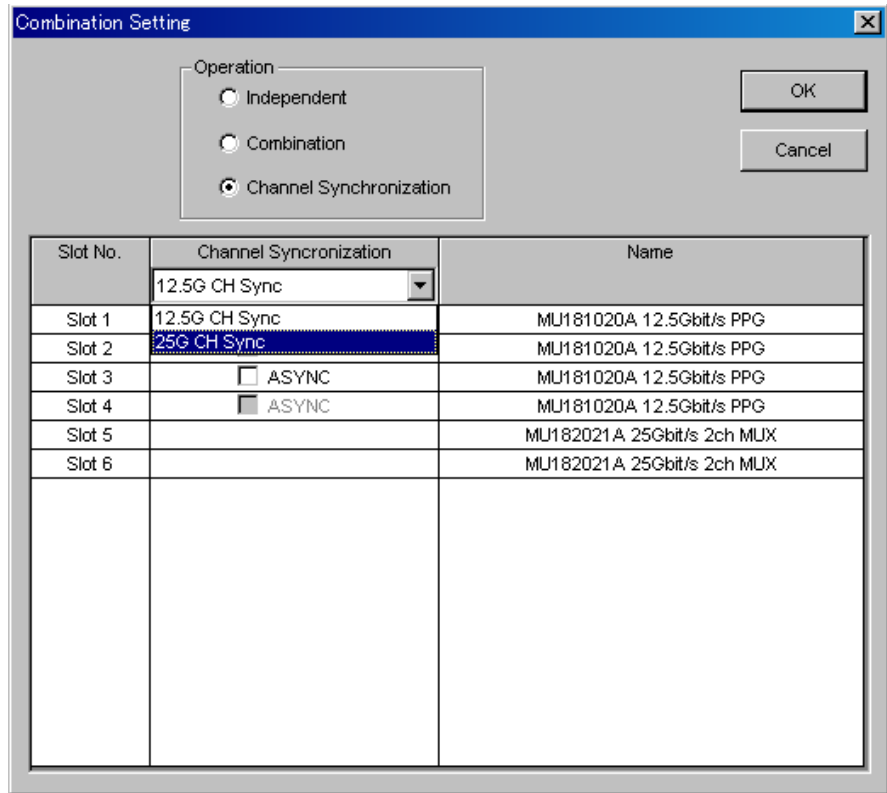 Combination Setting
Operation
Independent
Combination
Channel Synchronization
OK
Cancel
Slot No. Channel Syncronization Name
12.5G CH Sync
12.5G CH Sync
25G CH Sync
Slot 1 MU181020A 12.5Gbit/s PPG
Slot 2 MU181020A 12.5Gbit/s PPG
Slot 3 ASYNC MU181020A 12.5Gbit/s PPG
Slot 4 ASYNC MU181020A 12.5Gbit/s PPG
Slot 5 MU182021A 25Gbit/s 2ch MUX
Slot 6 MU182021A 25Gbit/s 2ch MUX